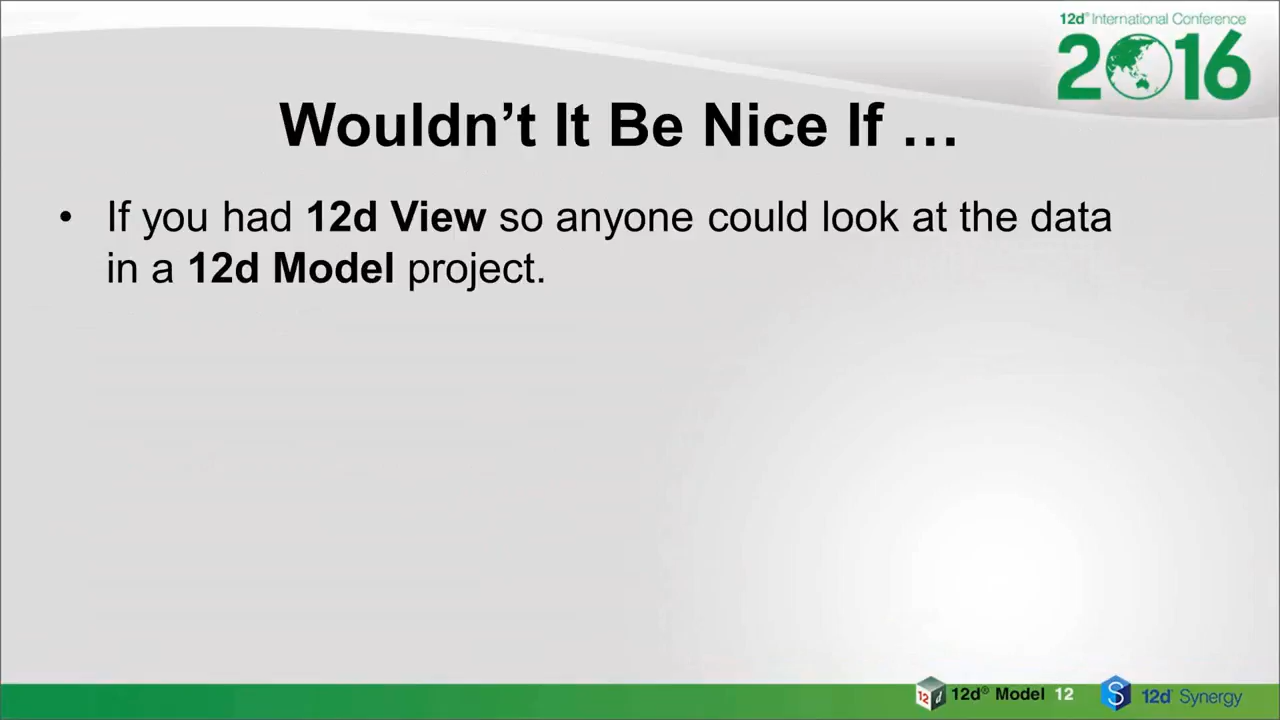 12d® International Conference
2016
Wouldn’t It Be Nice If …
• If you had 12d View so anyone could look at the data
in a 12d Model project.
12d® Model 12
12d® Synergy